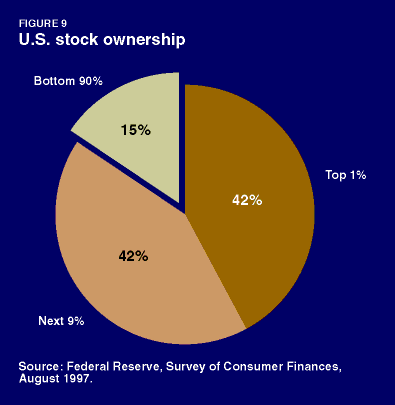 FIGURE 9
U.S. stock ownership
Bottom 90%
15%
Top 1%
42%
42%
Next 9%
Source: Federal Reserve, Survey of Consumer Finances,
August 1997.